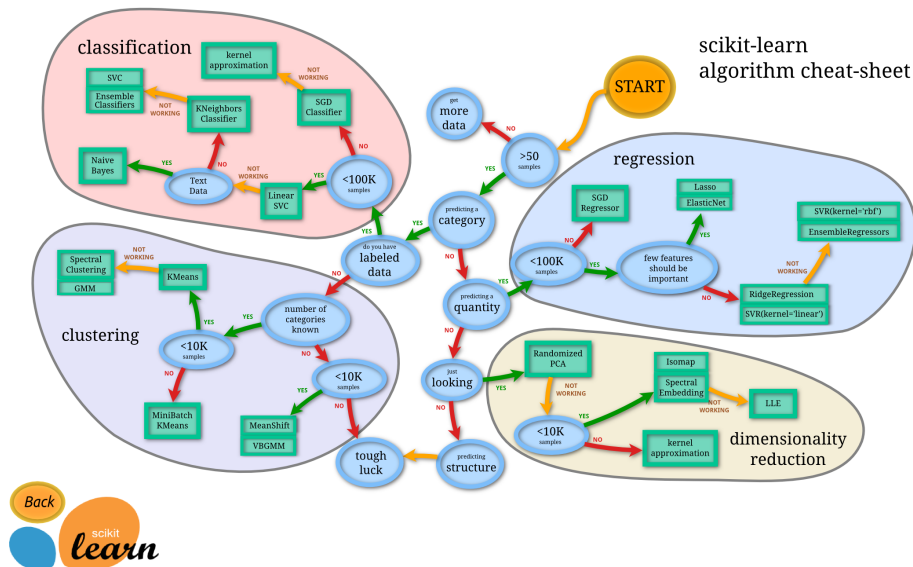 scikit-learn
algorithm cheat-sheet
START
classification
kernel
approximation
NOT
WORKING
SVC
Ensemble
Classifiers
NOT
WORKING
KNeighbors
Classifier
SGD
Classifier
NO
Naive
Bayes
YES
Text
Data
NO
NOT
WORKING
Linear
SVC
YES
<100K
samples
YES
get
more
data
NO
>50
samples
YES
predicting a
category
YES
NO
do you have
labeled
data
NO
regression
SGD
Regressor
NO
Lasso
ElasticNet
YES
SVR(kernel='rbf')
EnsembleRegressors
NOT
WORKING
<100K
samples
YES
few features
should be
important
NO
RidgeRegression
SVR(kernel='linear')
predicting a
quantity
YES
NO
clustering
Spectral
Clustering
GMM
NOT
WORKING
KMeans
YES
number of
categories
known
YES
NO
<10K
samples
NO
MiniBatch
KMeans
<10K
samples
YES
NO
MeanShift
VBGMM
just
looking
YES
NO
tough
luck
predicting
structure
Randomized
PCA
NOT
WORKING
<10K
samples
YES
NO
Isomap
Spectral
Embedding
NOT
WORKING
LLE
kernel
approximation
dimensionality
reduction
Back
scikit
learn